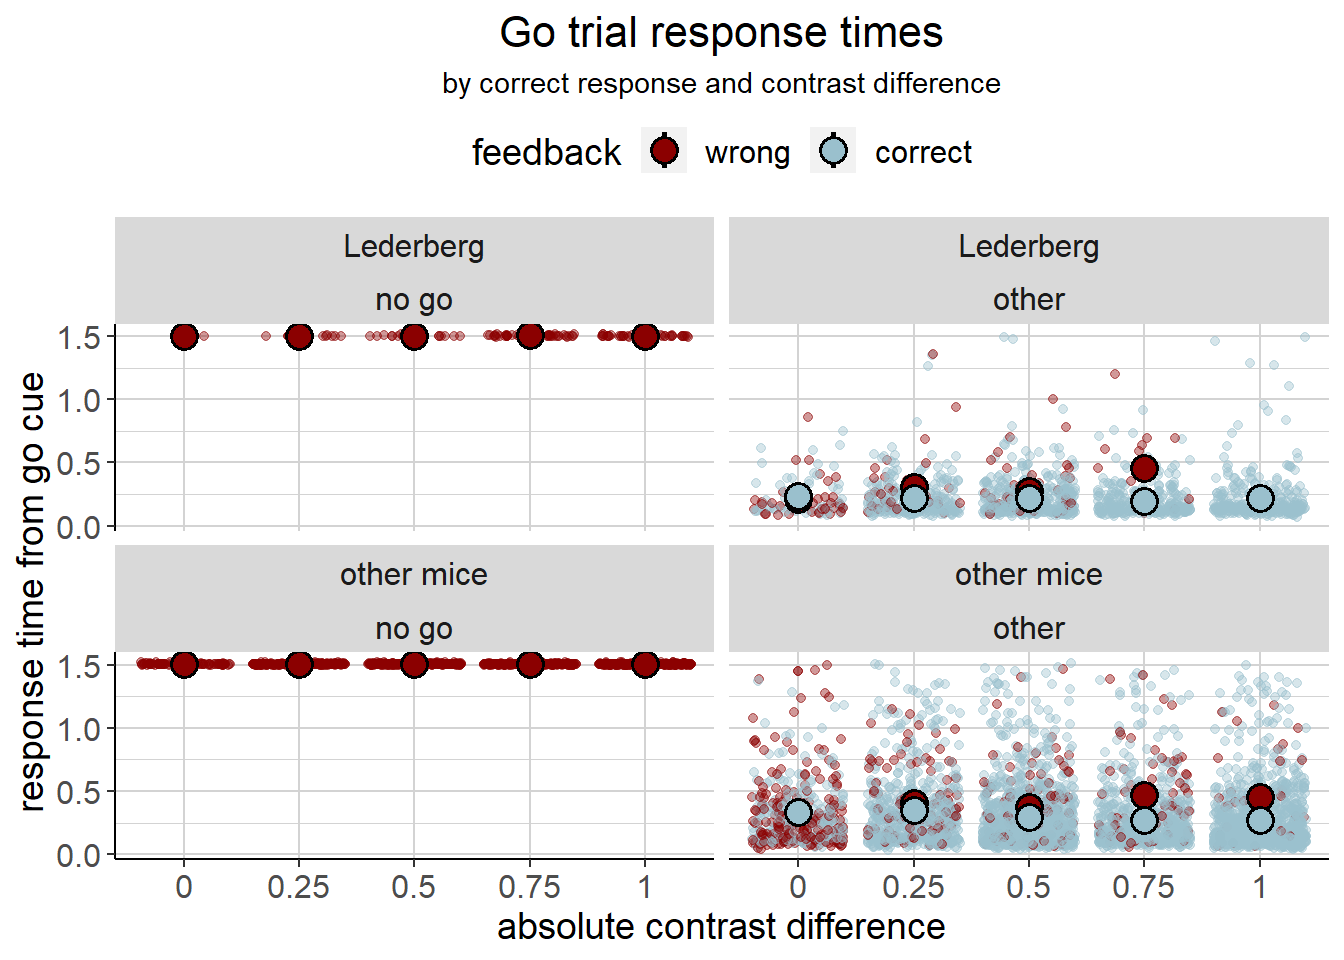 Go trial response times
by correct response and contrast difference
feedback wrong correct
Lederberg
no go
Lederberg
other
1.5
1.0
0.5
0.0
other mice
no go
other mice
other
1.5
1.0
0.5
0.0
response time from go cue
0 0.25 0.5 0.75 1
0 0.25 0.5 0.75 1
absolute contrast difference